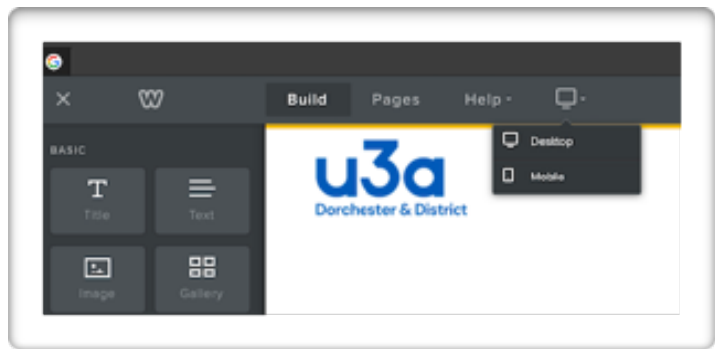 Build Pages Help
Desktop
Mobile
BASIC
Title Text
Image Gallery
u3a
Dorchester & District